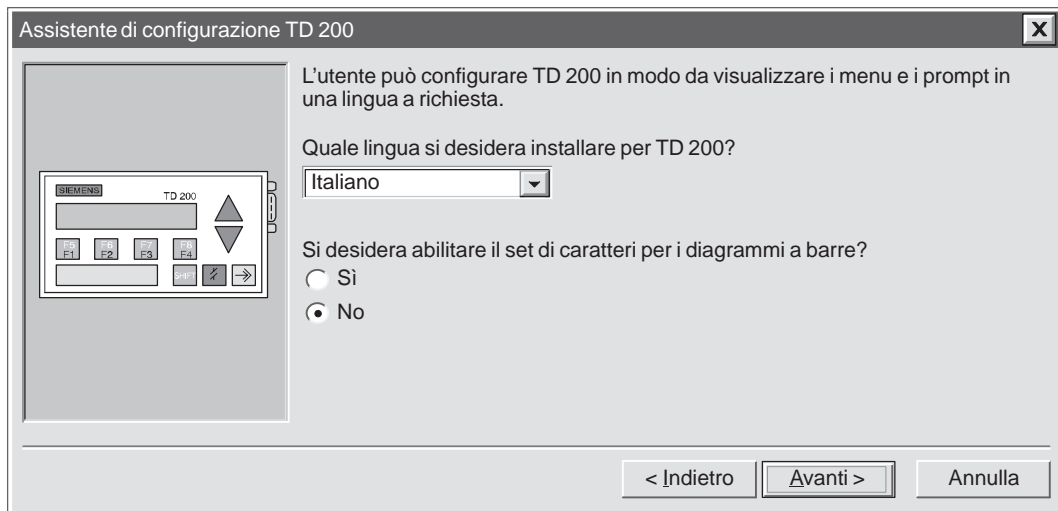 Assistente di configurazione TD 200
X
L'utente può configurare TD 200 in modo da visualizzare i menu e i prompt in
una lingua a richiesta.
Quale lingua si desidera installare per TD 200?
Italiano
Si desidera abilitare il set di caratteri per i diagrammi a barre?
Sì
No
SIEMENS
TD 200
F5 F6 F7 F8
F1 F2 F3 F4
SHIFT
< Indietro
Avanti >
Annulla